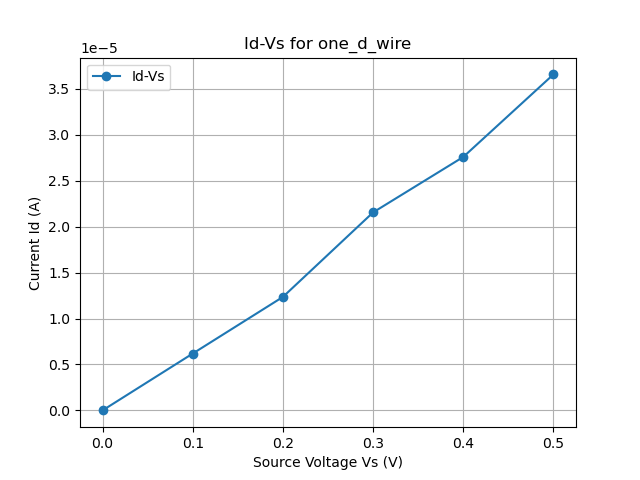 Id-Vs for one_d_wire
1e−5
Id-Vs
3.5
3.0
2.5
2.0
1.5
1.0
0.5
0.0
Current Id (A)
0.0 0.1 0.2 0.3 0.4 0.5
Source Voltage Vs (V)